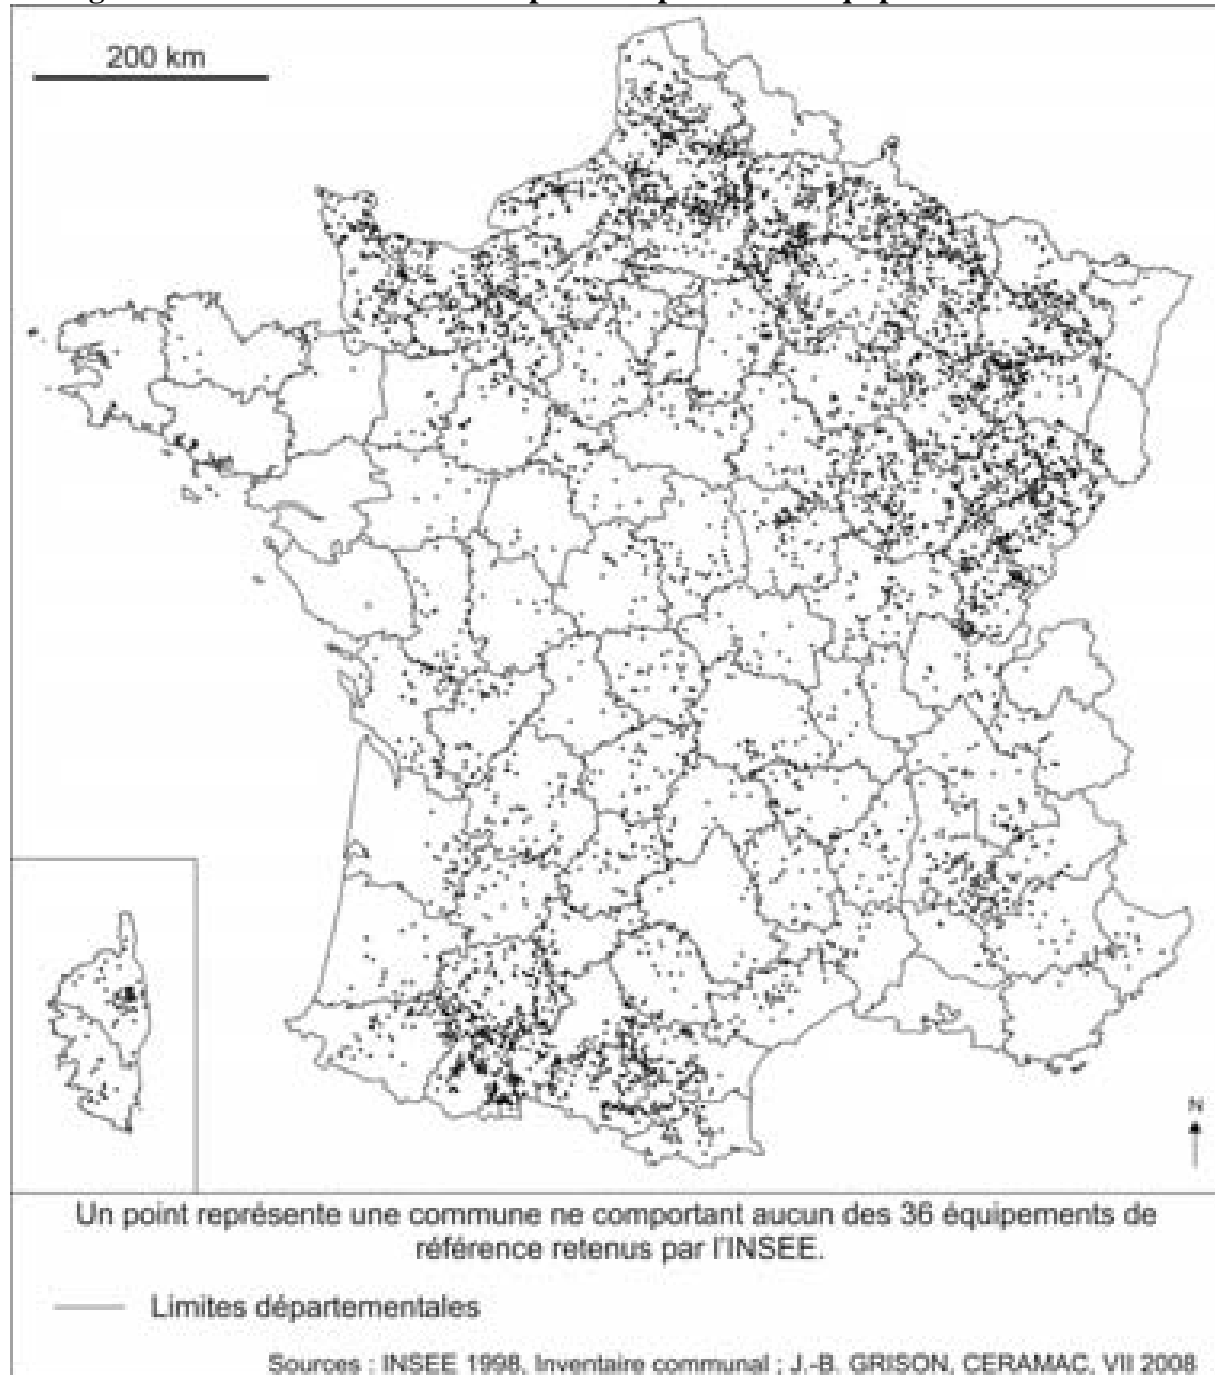 200 km
N
Un point représente une commune ne comportant aucun des 36 équipements de
référence retenus par l'INSEE.
Limites départementales
Sources : INSEE 1998, Inventaire communal ; J.-B. GRISON, CERAMAC, VII 2008